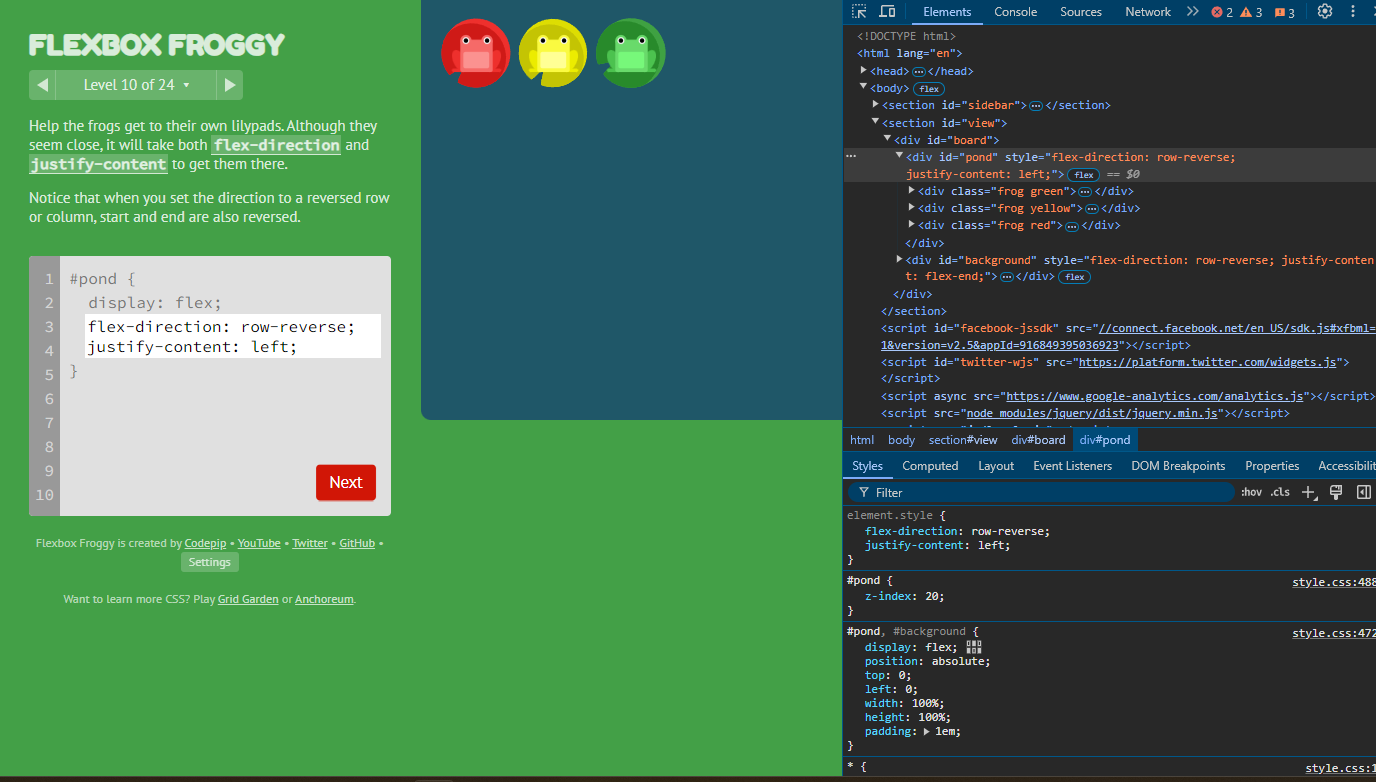 FLEXBOX FROGGY
Level 10 of 24
Help the frogs get to their own lilypads. Although they
seem close, it will take both flex-direction and
justify-content to get them there.
Notice that when you set the direction to a reversed row
or column, start and end are also reversed.
1 #pond {
2 display: flex;
3 flex-direction: row-reverse;
4 justify-content: left;
5 }
6
7
8
9
10
Next
Flexbox Froggy is created by Codepip • YouTube • Twitter • GitHub •
Settings
Want to learn more CSS? Play Grid Garden or Anchoreum.
Elements Console Sources Network 2 3 3
<!DOCTYPE html>
<html lang="en">
<head> … </head>
<body> flex
<section id="sidebar"> … </section>
<section id="view">
<div id="board">
… <div id="pond" style="flex-direction: row-reverse;
justify-content: left;"> flex == $0
<div class="frog green"> … </div>
<div class="frog yellow"> … </div>
<div class="frog red"> … </div>
</div>
<div id="background" style="flex-direction: row-reverse; justify-conten
t: flex-end;"> … </div> flex
</div>
</section>
<script id="facebook-jssdk" src="//connect.facebook.net/en_US/sdk.js#xfbml=
1&version=v2.5&appId=916849395036923"></script>
<script id="twitter-wjs" src="https://platform.twitter.com/widgets.js">
</script>
<script async src="https://www.google-analytics.com/analytics.js"></script>
<script src="node_modules/jquery/dist/jquery.min.js"></script>
html body section#view div#board div#pond
Styles Computed Layout Event Listeners DOM Breakpoints Properties Accessibilit
Filter :hov .cls
element.style {
flex-direction: row-reverse;
justify-content: left;
}
#pond { style.css:488
z-index: 20;
}
#pond, #background { style.css:472
display: flex;
position: absolute;
top: 0;
left: 0;
width: 100%;
height: 100%;
padding: 1em;
}
* { style.css:1